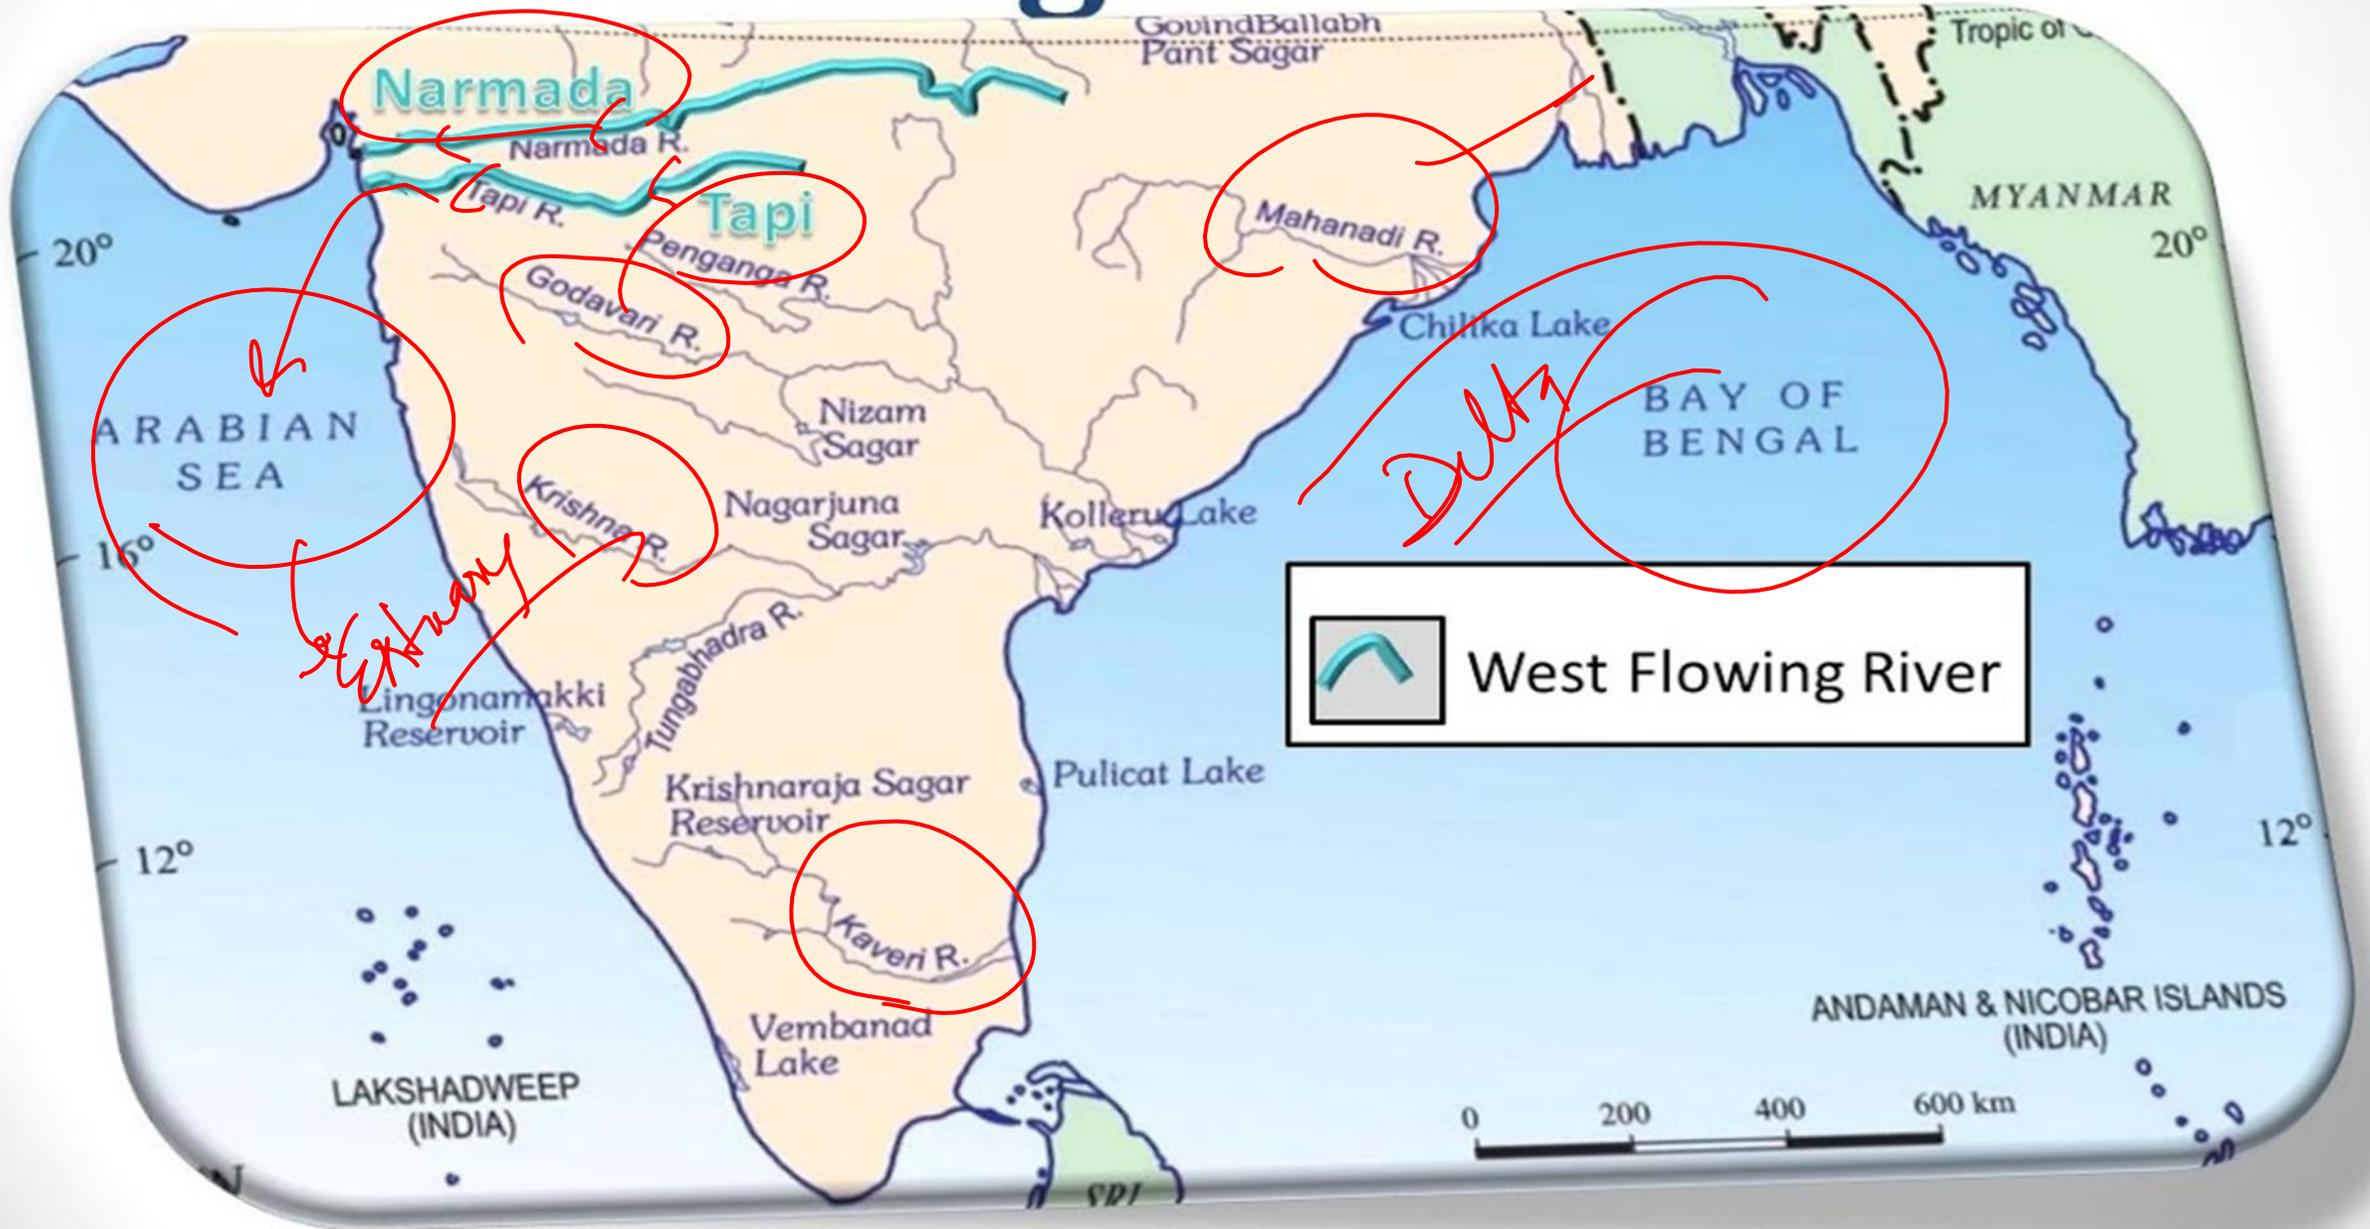 GovindBallabh
Pant Sagar
Tropic of
Narmada
Narmada R.
Tapi R.
Tapi
MYANMAR
Mahanadi R.
20°
20°
Penganga R.
Godavari R.
Chilika Lake
Delta
BAY OF
BENGAL
ARABIAN
SEA
Nizam
Sagar
Krishna R.
Nagarjuna
Sagar
Kolleru Lake
16°
Tungabhadra R.
West Flowing River
Lingonamakki
Reservoir
Krishnaraja Sagar
Reservoir
Pulicat Lake
12°
12°
Kaveri R.
Vembanad
Lake
ANDAMAN & NICOBAR ISLANDS
(INDIA)
LAKSHADWEEP
(INDIA)
0 200 400 600 km
SRI